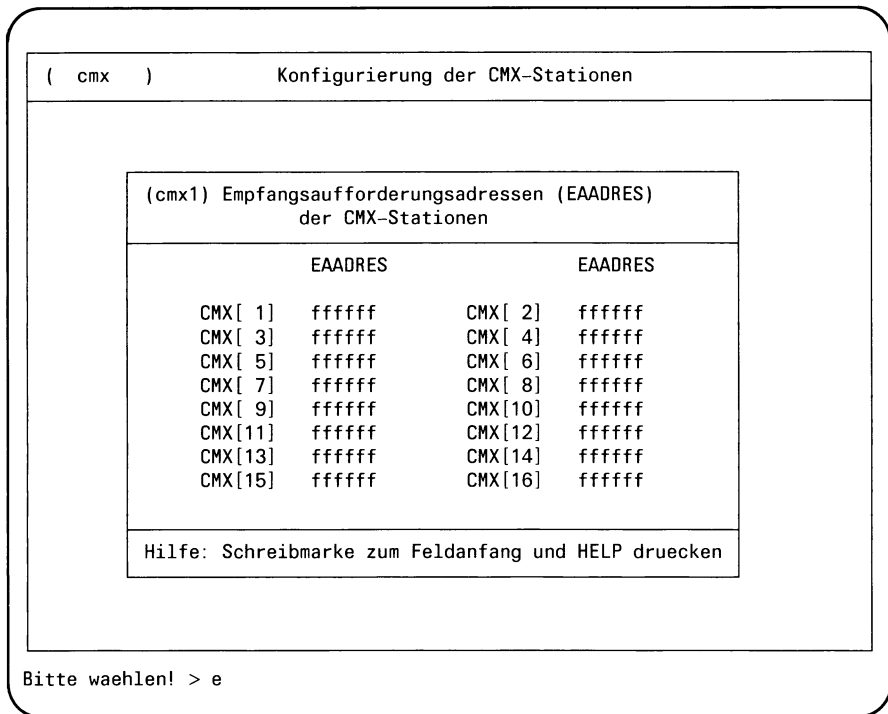 ( cmx ) Konfigurierung der CMX-Stationen
(cmx1) Empfangsaufforderungsadressen (EAADRES)
der CMX-Stationen
EAADRES EAADRES
CMX[ 1] ffffff CMX[ 2] ffffff
CMX[ 3] ffffff CMX[ 4] ffffff
CMX[ 5] ffffff CMX[ 6] ffffff
CMX[ 7] ffffff CMX[ 8] ffffff
CMX[ 9] ffffff CMX[10] ffffff
CMX[11] ffffff CMX[12] ffffff
CMX[13] ffffff CMX[14] ffffff
CMX[15] ffffff CMX[16] ffffff
Hilfe: Schreibmarke zum Feldanfang und HELP druecken
Bitte waehlen! > e